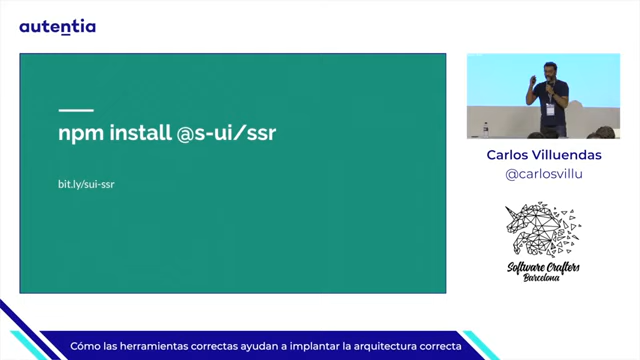 autentia
npm install @s-ui/ssr
bit.ly/sui-ssr
Carlos Villuendas
@carlosvillu
Software Crafters
Barcelona
Cómo las herramientas correctas ayudan a implantar la arquitectura correcta